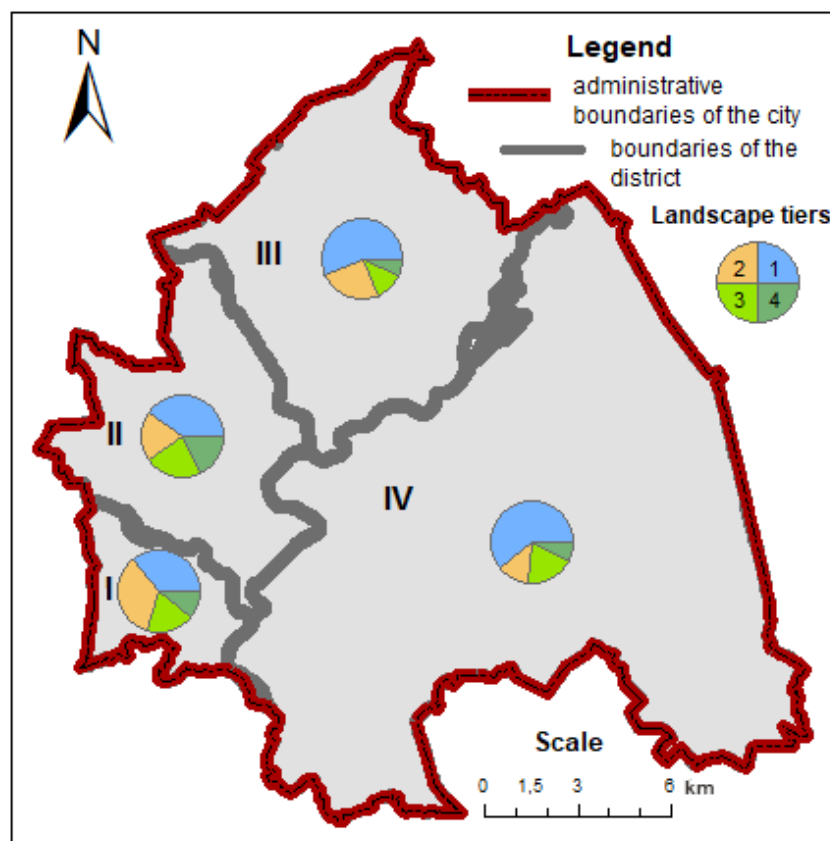 N
Legend
administrative
boundaries of the city
boundaries of the
district
Landscape tiers
2 1
3 4
III
II
IV
I
Scale
0 1,5 3 6 km